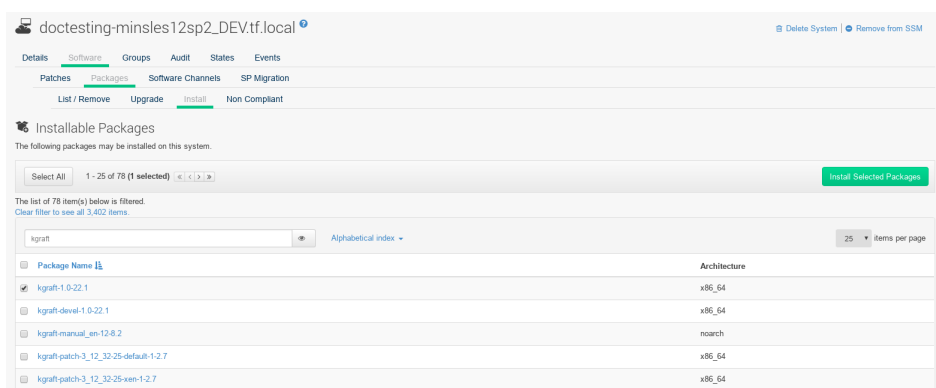 doctesting-minsles12sp2_DEV.tf.local ?
Delete System | Remove from SSM
Details Software Groups Audit States Events
Patches Packages Software Channels SP Migration
List / Remove Upgrade Install Non Compliant
Installable Packages
The following packages may be installed on this system.
Select All 1 - 25 of 78 (1 selected) « < > » Install Selected Packages
The list of 78 item(s) below is filtered.
Clear filter to see all 3,402 items.
kgraft Alphabetical index 25 items per page
Package Name Architecture
kgraft-1.0-22.1 x86_64
kgraft-devel-1.0-22.1 x86_64
kgraft-manual_en-12-8.2 noarch
kgraft-patch-3_12_32-25-default-1-2.7 x86_64
kgraft-patch-3_12_32-25-xen-1-2.7 x86_64